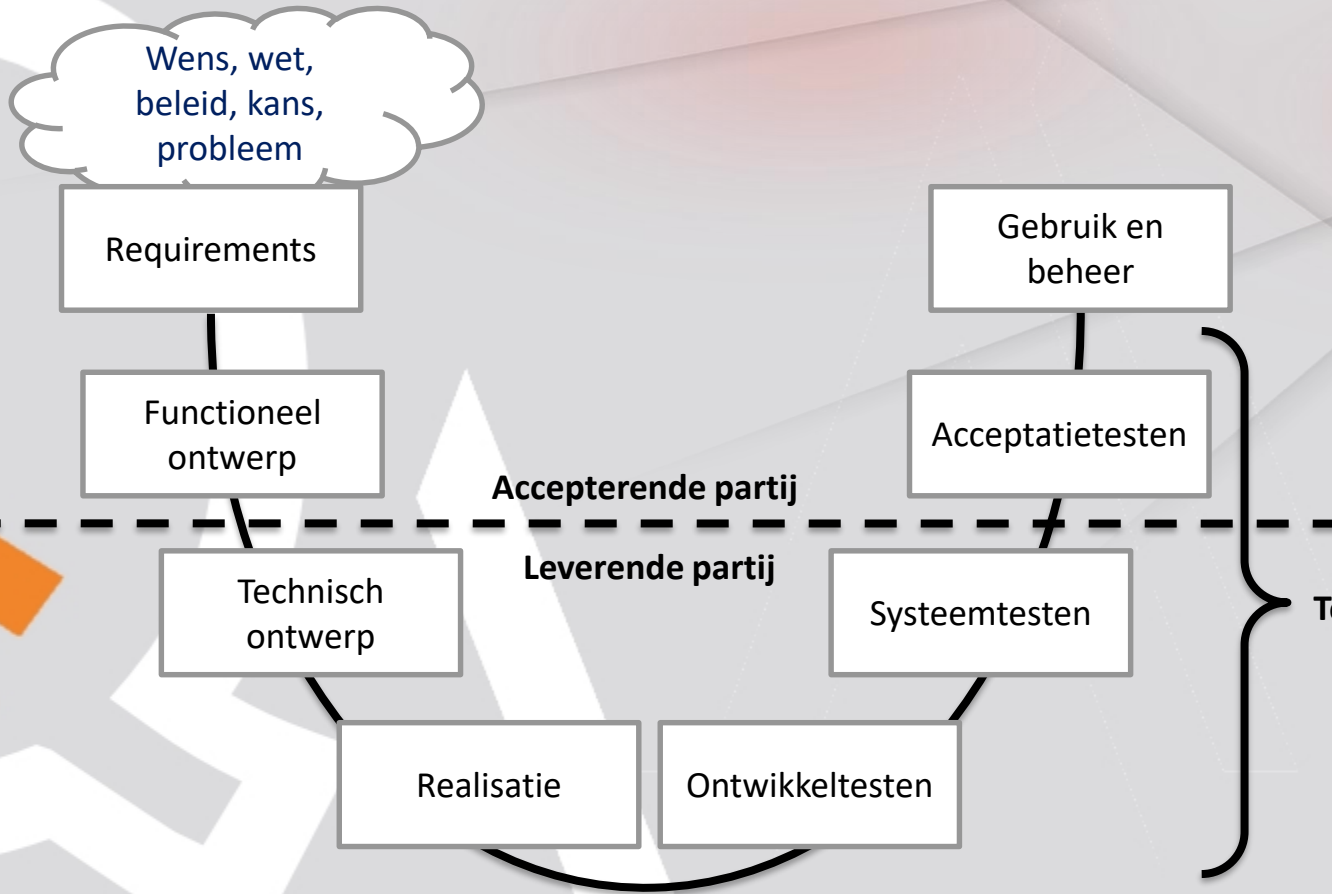 Wens, wet,
beleid, kans,
probleem
Requirements
Gebruik en
beheer
Functioneel
ontwerp
Acceptatietesten
Accepterende partij
Leverende partij
Technisch
ontwerp
Systeemtesten
Realisatie
Ontwikkeltesten